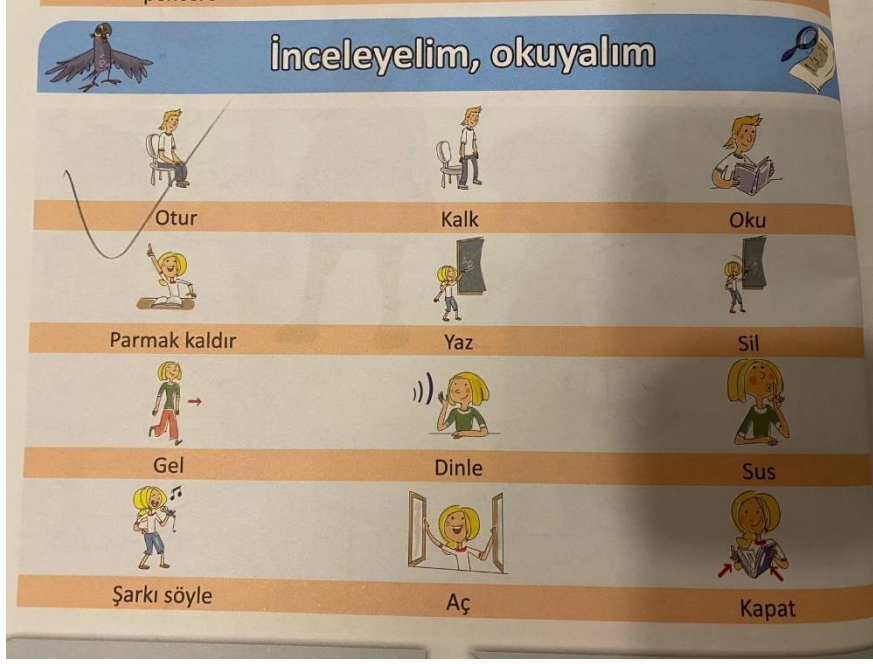 İnceleyelim, okuyalım
Otur Kalk Oku
Parmak kaldır Yaz Sil
Gel Dinle Sus
Şarkı söyle Aç Kapat